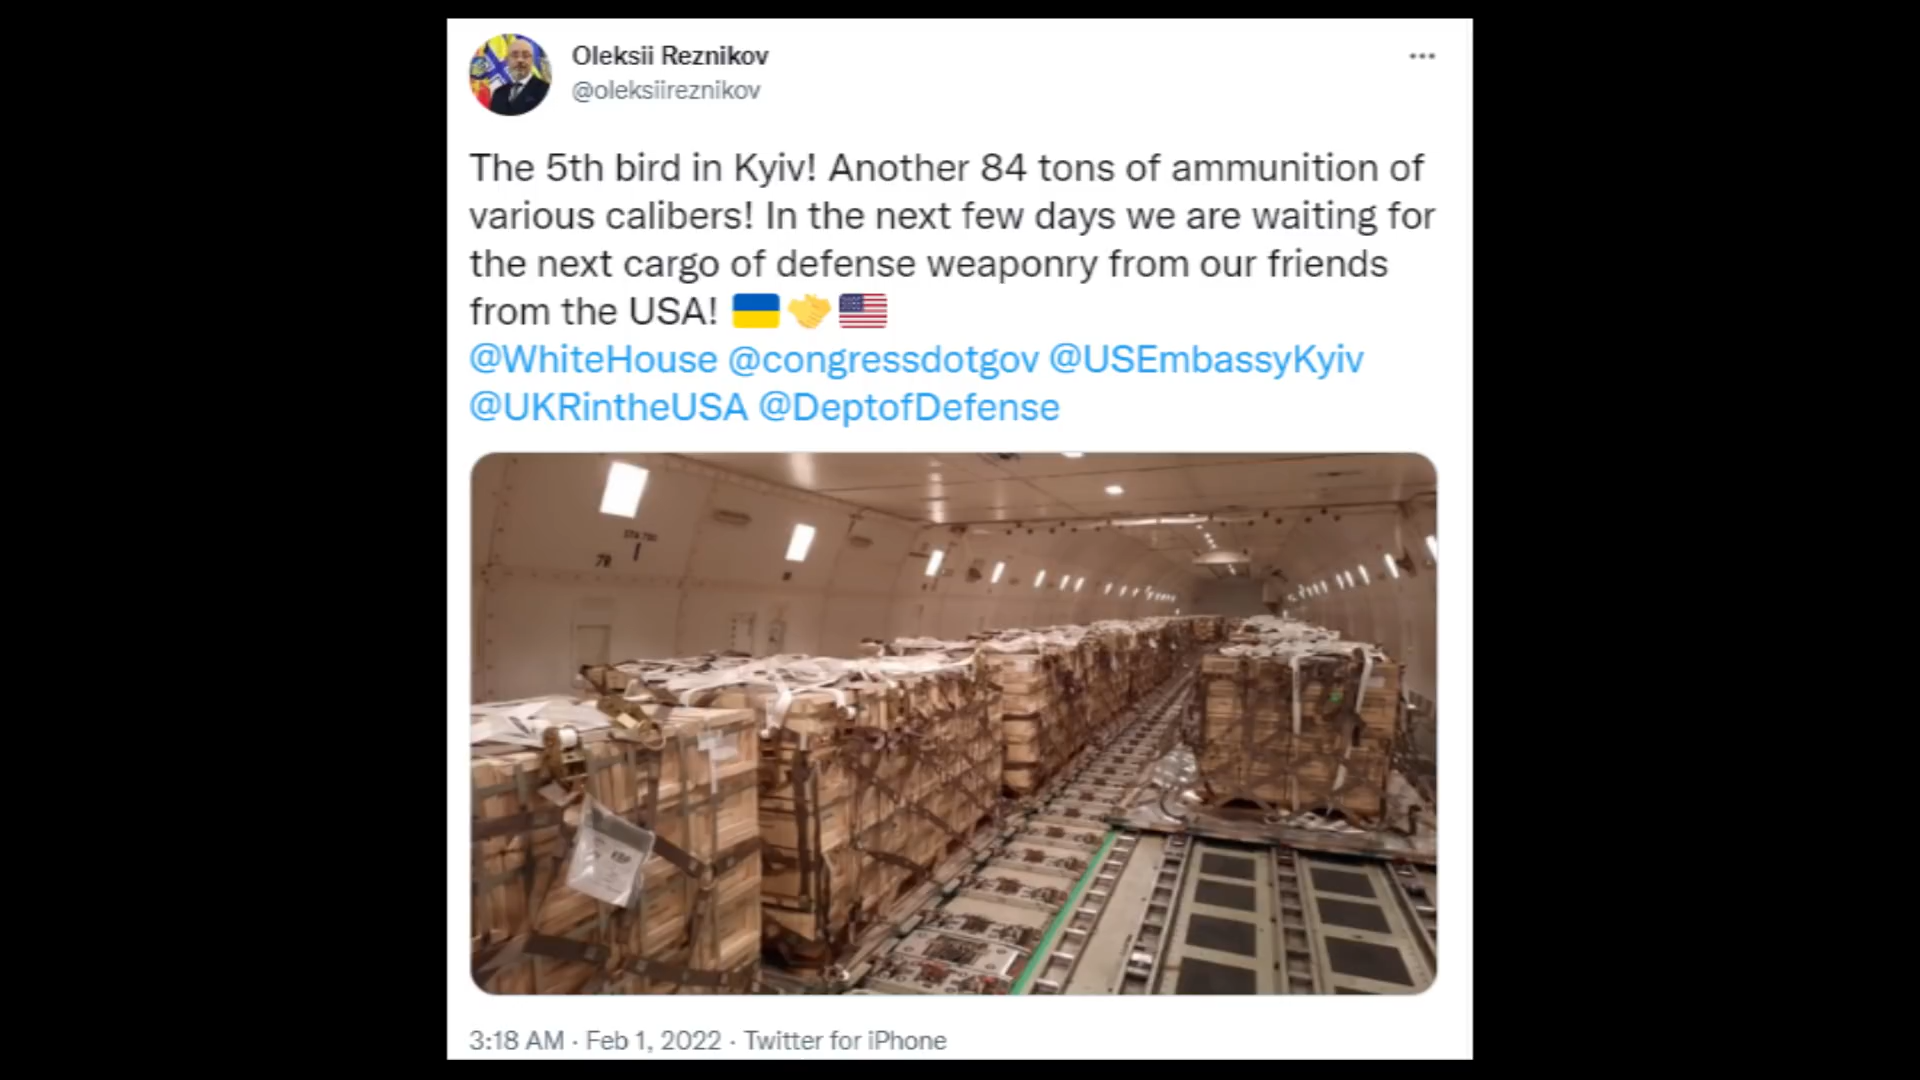 Oleksii Reznikov
@oleksiireznikov
The 5th bird in Kyiv! Another 84 tons of ammunition of
various calibers! In the next few days we are waiting for
the next cargo of defense weaponry from our friends
from the USA! 🇺🇦🤝🇺🇸
@WhiteHouse @congressdotgov @USEmbassyKyiv
@UKRintheUSA @DeptofDefense
3:18 AM · Feb 1, 2022 · Twitter for iPhone